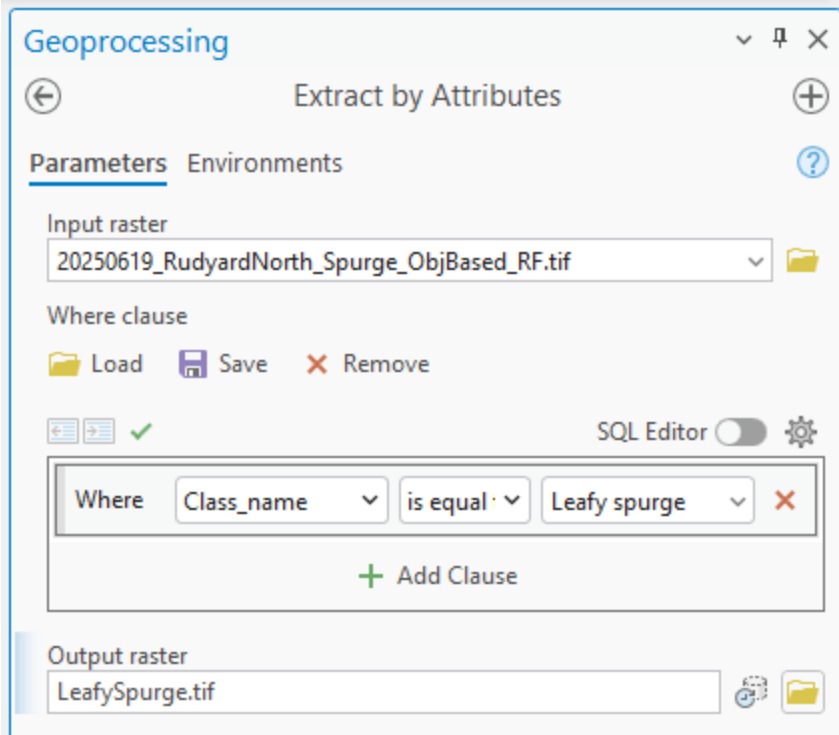 Geoprocessing
Extract by Attributes
Parameters Environments
Input raster
20250619_RudyardNorth_Spurge_ObjBased_RF.tif
Where clause
Load Save Remove
SQL Editor
Where Class_name is equal Leafy spurge
Add Clause
Output raster
LeafySpurge.tif